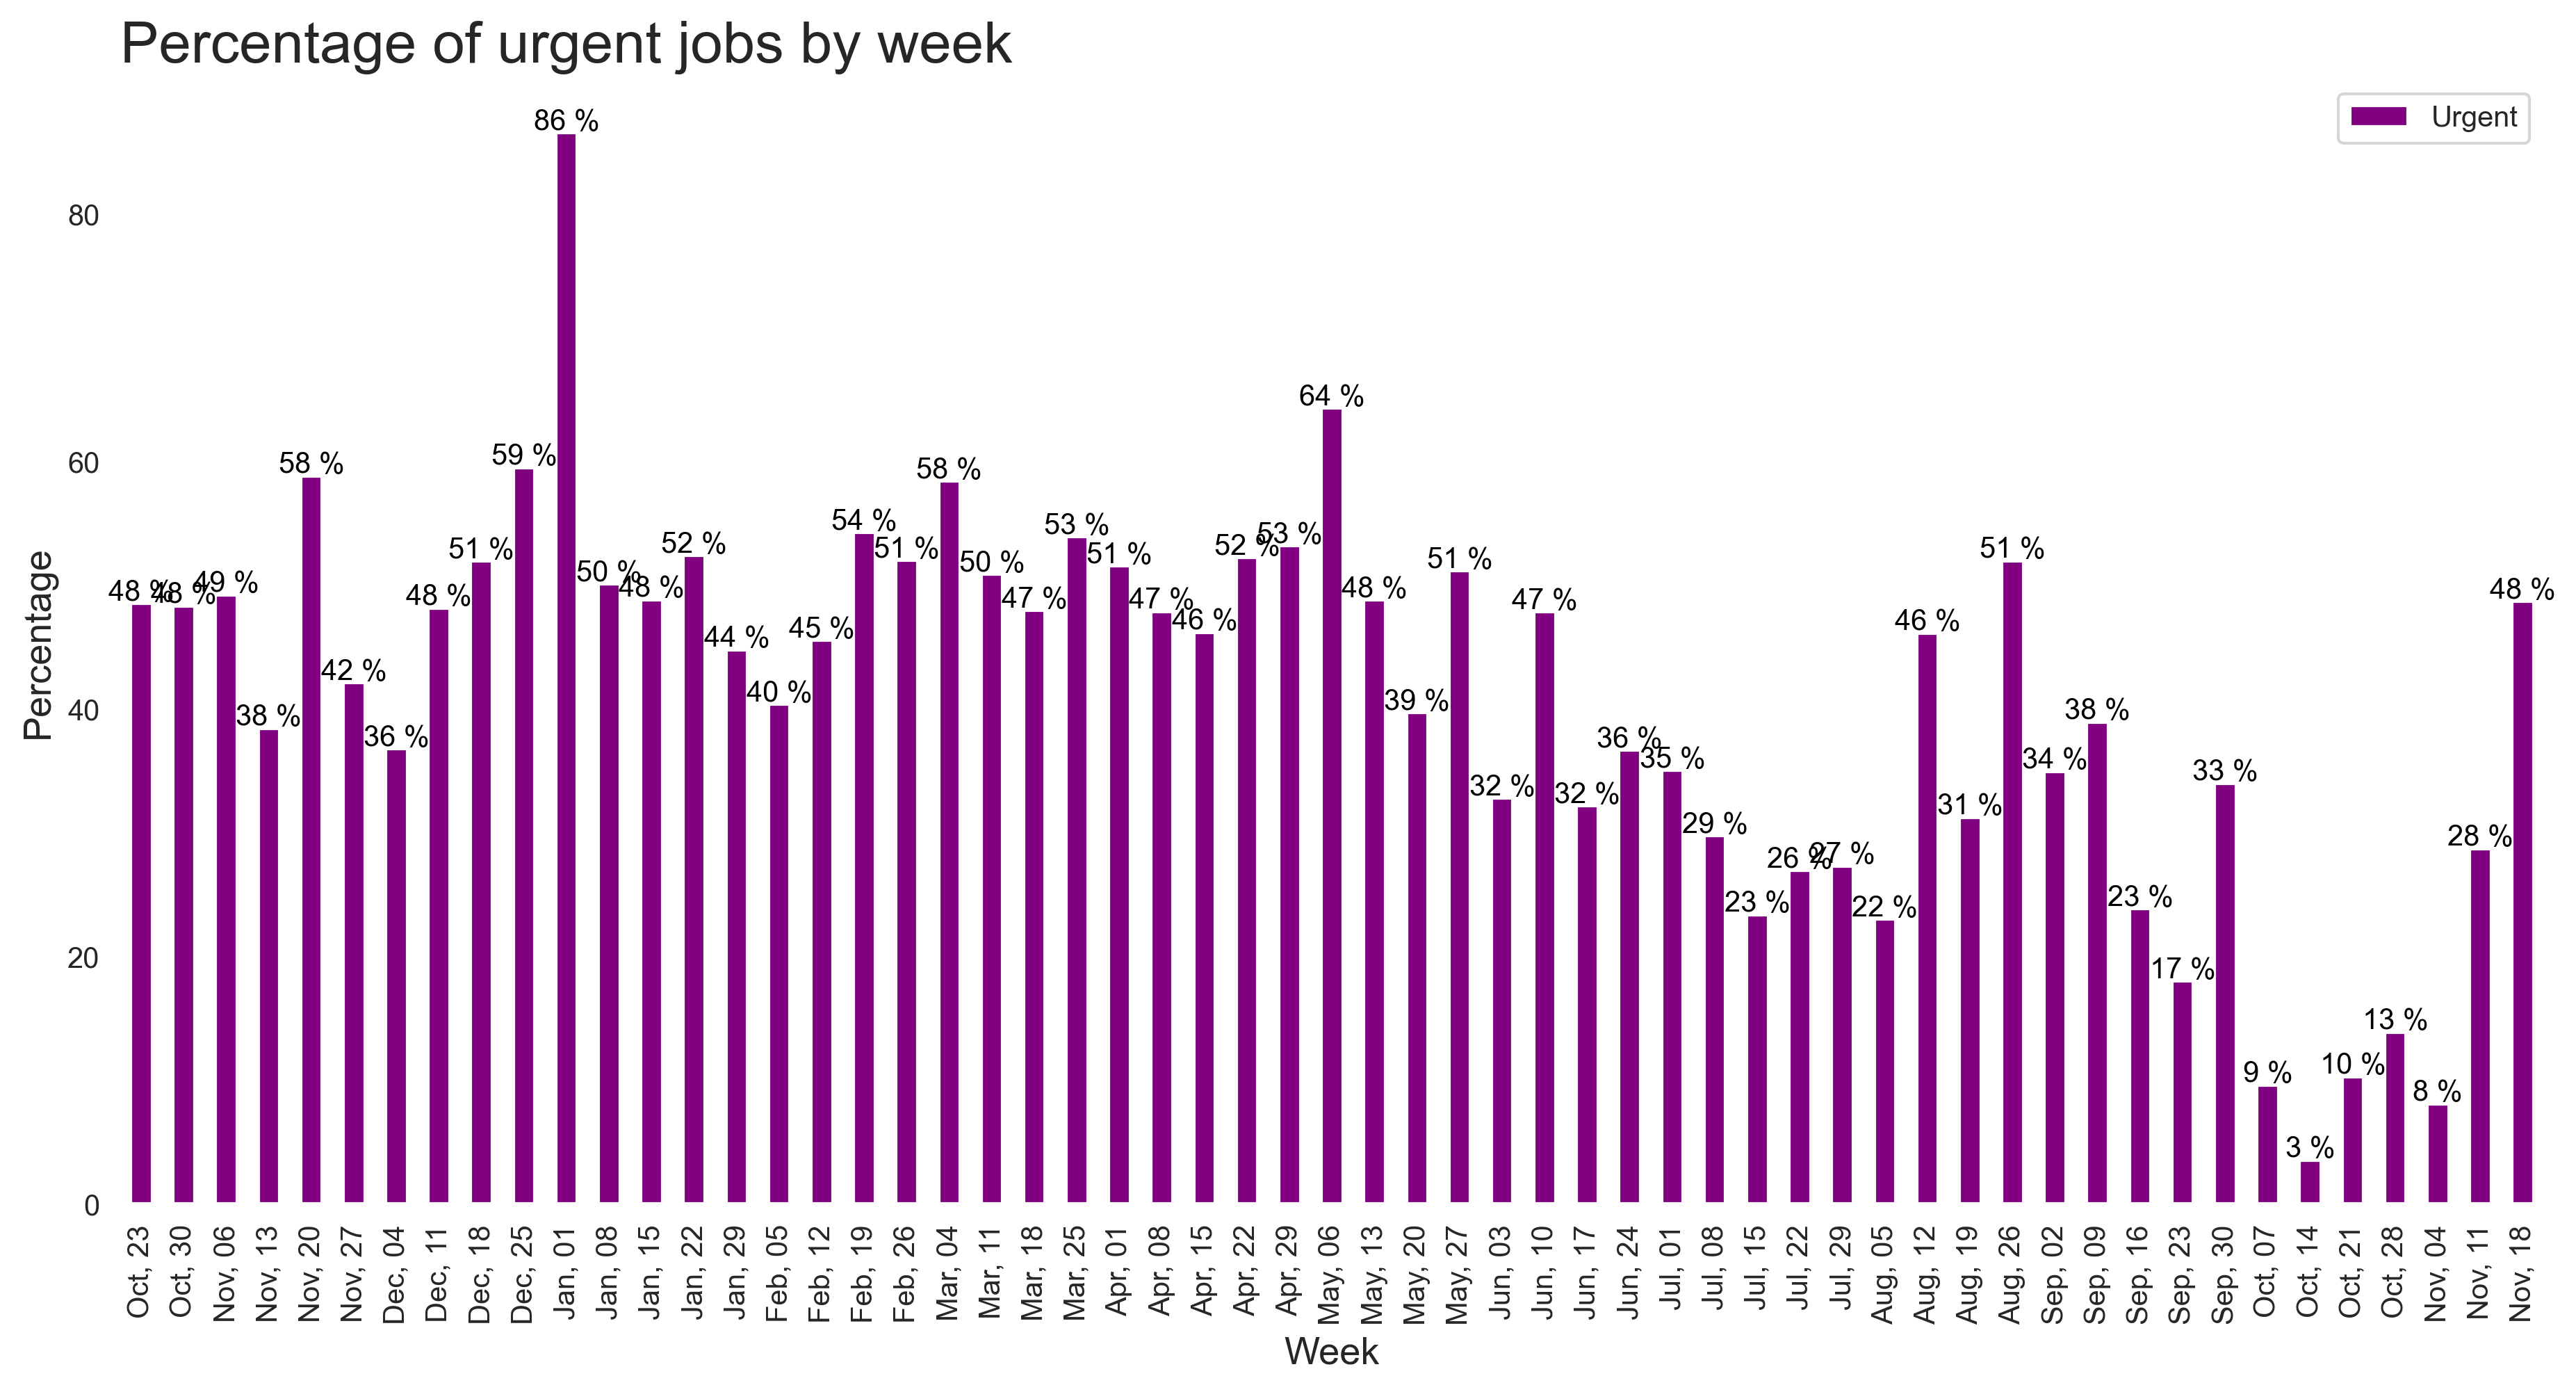 Percentage of urgent jobs by week
Urgent
Percentage
80
60
40
20
0
48 %
48 %
49 %
38 %
58 %
42 %
36 %
48 %
51 %
59 %
86 %
50 %
48 %
52 %
44 %
40 %
45 %
54 %
51 %
58 %
50 %
47 %
53 %
51 %
47 %
46 %
52 %
53 %
64 %
48 %
39 %
51 %
32 %
47 %
32 %
36 %
35 %
29 %
23 %
26 %
27 %
22 %
46 %
31 %
51 %
34 %
38 %
23 %
17 %
33 %
9 %
3 %
10 %
13 %
8 %
28 %
48 %
Oct, 23
Oct, 30
Nov, 06
Nov, 13
Nov, 20
Nov, 27
Dec, 04
Dec, 11
Dec, 18
Dec, 25
Jan, 01
Jan, 08
Jan, 15
Jan, 22
Jan, 29
Feb, 05
Feb, 12
Feb, 19
Feb, 26
Mar, 04
Mar, 11
Mar, 18
Mar, 25
Apr, 01
Apr, 08
Apr, 15
Apr, 22
Apr, 29
May, 06
May, 13
May, 20
May, 27
Jun, 03
Jun, 10
Jun, 17
Jun, 24
Jul, 01
Jul, 08
Jul, 15
Jul, 22
Jul, 29
Aug, 05
Aug, 12
Aug, 19
Aug, 26
Sep, 02
Sep, 09
Sep, 16
Sep, 23
Sep, 30
Oct, 07
Oct, 14
Oct, 21
Oct, 28
Nov, 04
Nov, 11
Nov, 18
Week